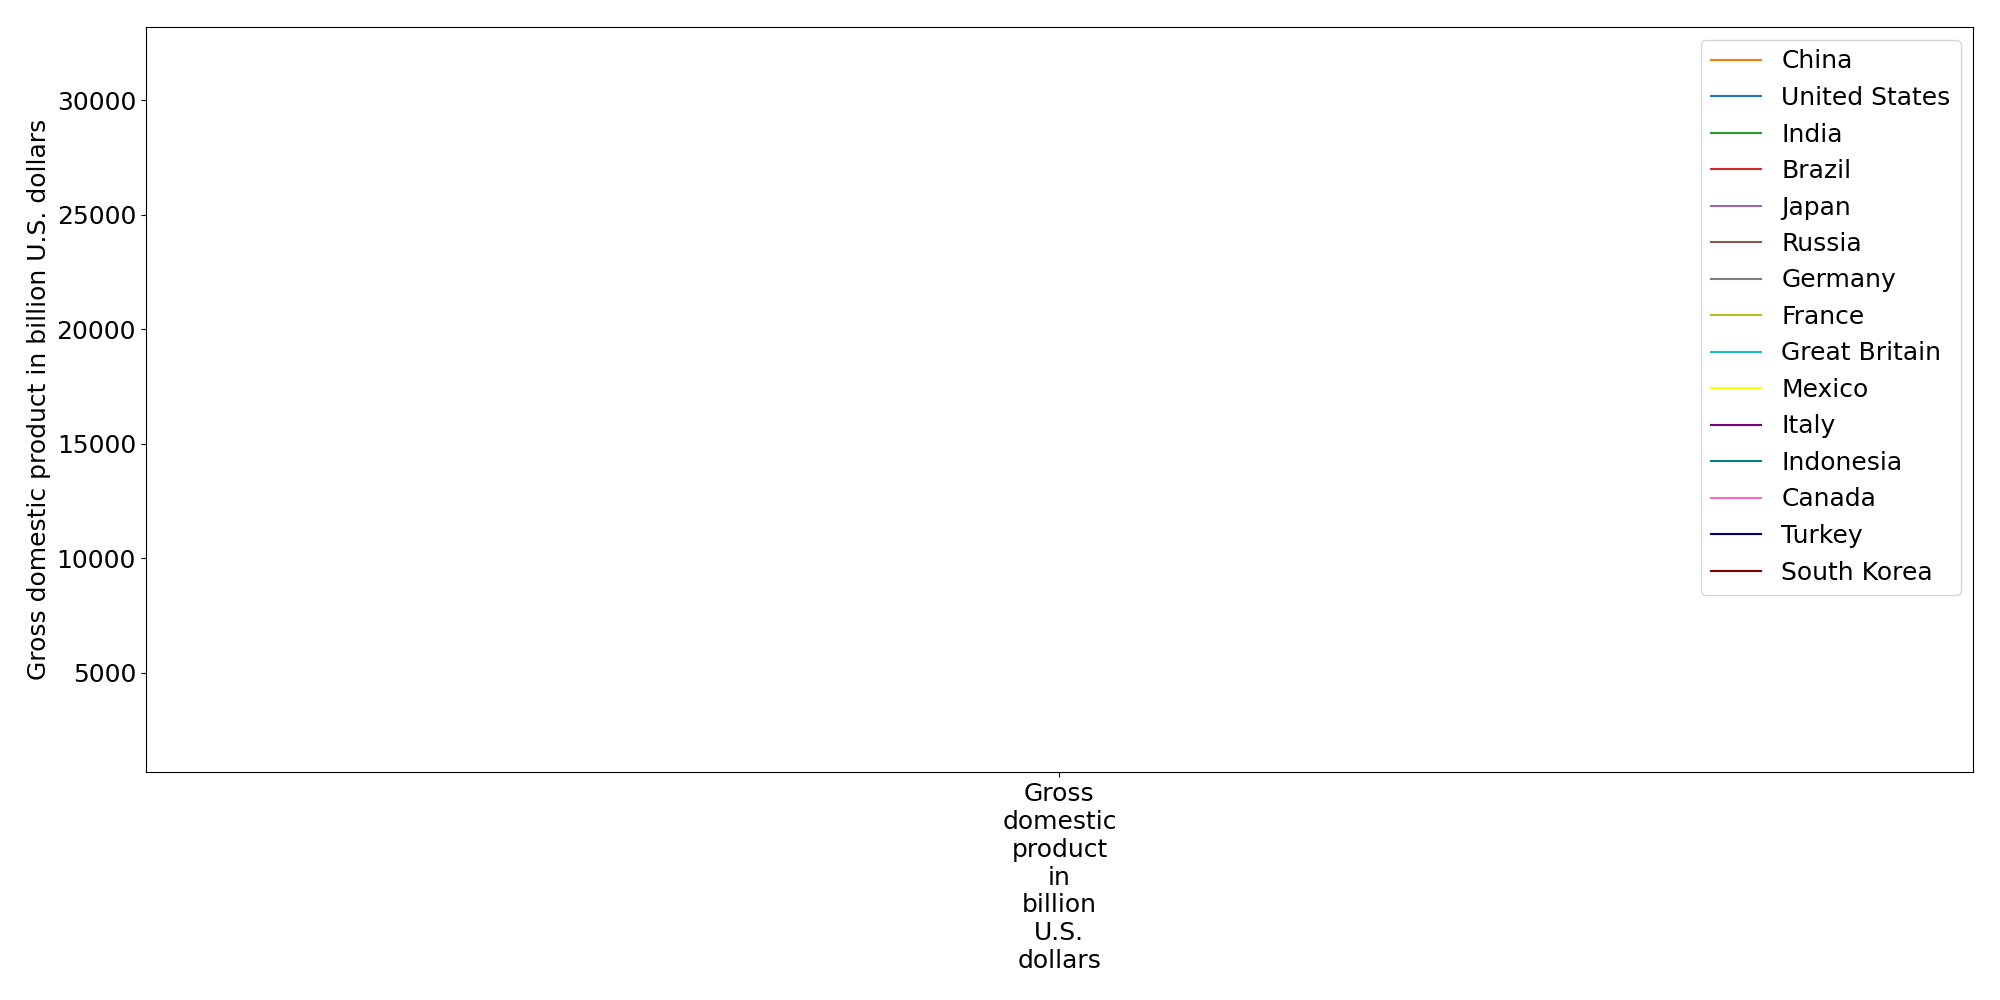 Gross domestic product in billion U.S. dollars
30000
25000
20000
15000
10000
5000
China
United States
India
Brazil
Japan
Russia
Germany
France
Great Britain
Mexico
Italy
Indonesia
Canada
Turkey
South Korea
Gross
domestic
product
in
billion
U.S.
dollars